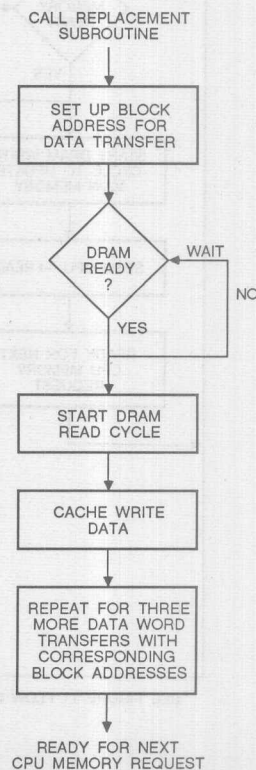 CALL REPLACEMENT
SUBROUTINE
SET UP BLOCK
ADDRESS FOR
DATA TRANSFER
DRAM
READY
?
WAIT
NO
YES
START DRAM
READ CYCLE
CACHE WRITE
DATA
REPEAT FOR THREE
MORE DATA WORD
TRANSFERS WITH
CORRESPONDING
BLOCK ADDRESSES
READY FOR NEXT
CPU MEMORY REQUEST